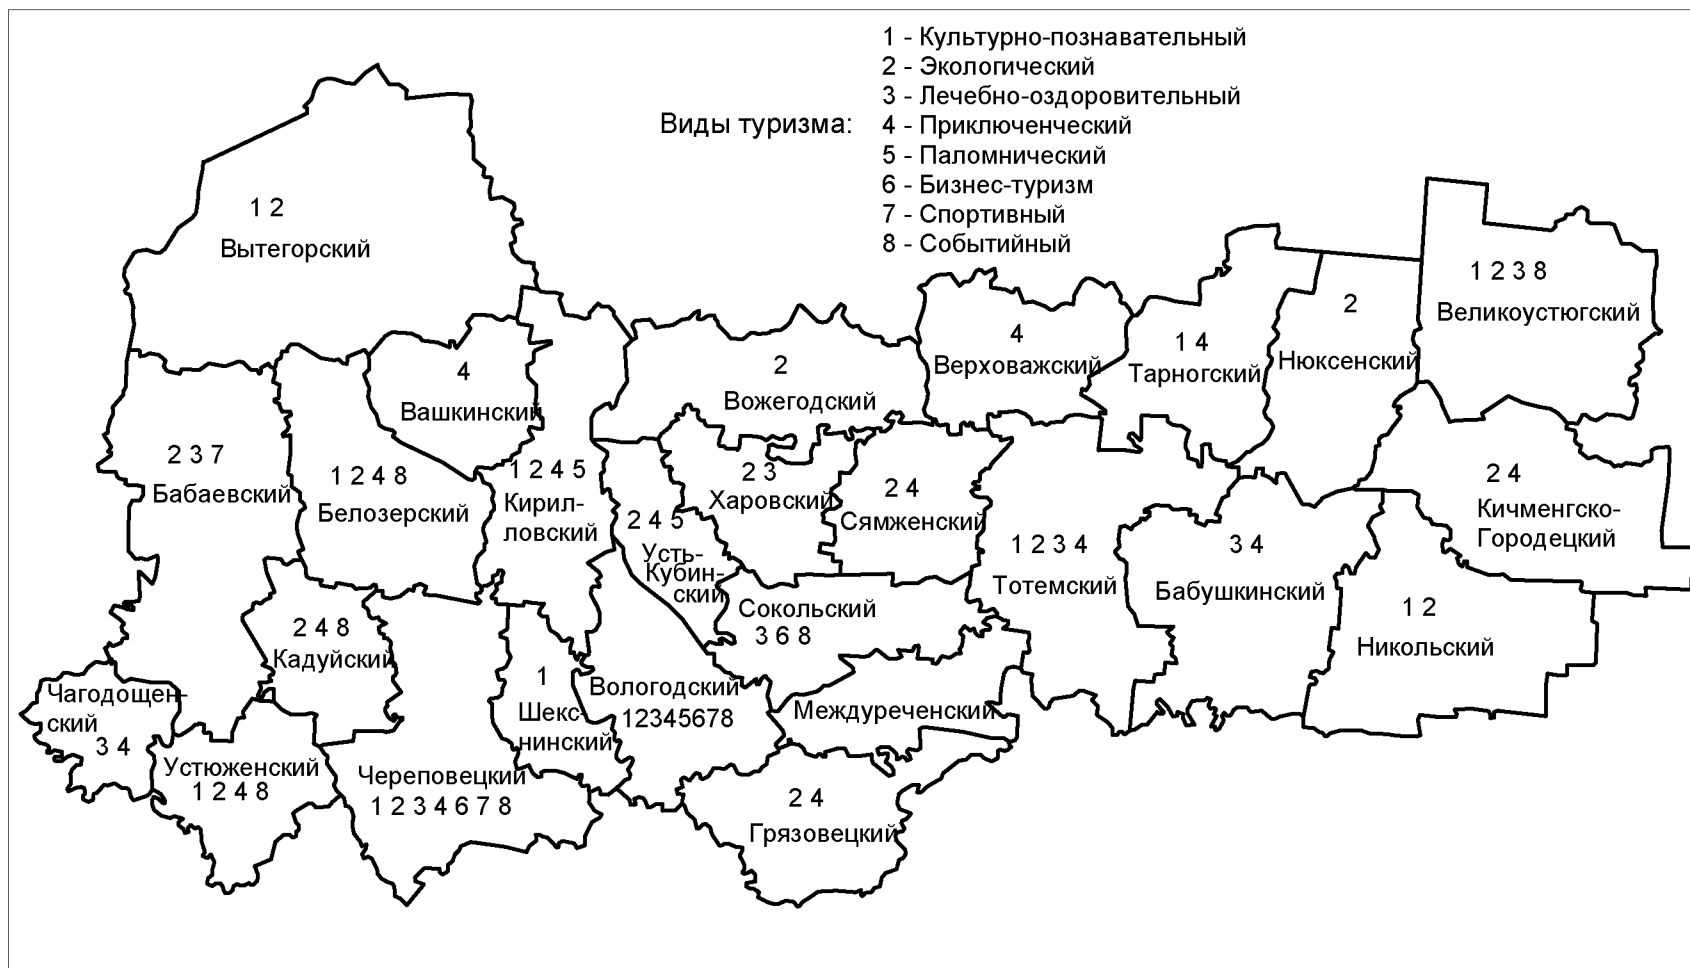 1 - Культурно-познавательный
2 - Экологический
3 - Лечебно-оздоровительный
Виды туризма:
4 - Приключенческий
5 - Паломнический
6 - Бизнес-туризм
7 - Спортивный
8 - Событийный
1 2
Вытегорский
1 2 3 8
Великоустюгский
2
Нюксенский
4
Верховажский
1 4
Тарногский
2
Вожегодский
4
Вашкинский
2 3 7
Бабаевский
1 2 4 8
Белозерский
1 2 4 5
Кирил-
ловский
2 4 5
Усть-
Кубин-
ский
2 3
Харовский
2 4
Сямженский
1 2 3 4
Тотемский
3 4
Бабушкинский
2 4
Кичменгско-
Городецкий
1 2
Никольский
Сокольский
3 6 8
2 4 8
Кадуйский
Чагодощен-
ский
3 4
Устюженский
1 2 4 8
Череповецкий
1 2 3 4 6 7 8
1
Шекс-
нинский
Вологодский
12345678
Междуреченский
2 4
Грязовецкий